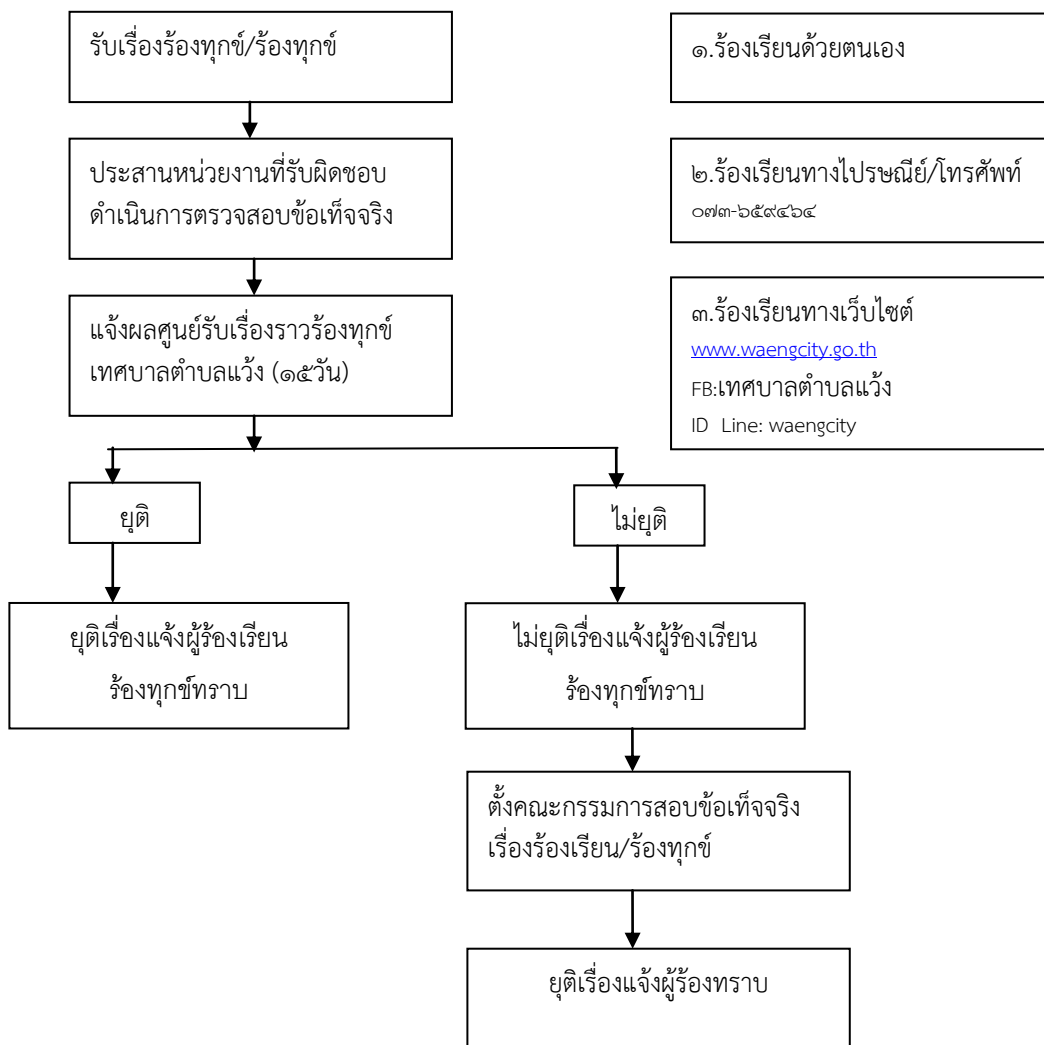 รับเรื่องร้องทุกข์/ร้องทุกข์
ประสานหน่วยงานที่รับผิดชอบ
ดำเนินการตรวจสอบข้อเท็จจริง
แจ้งผลศูนย์รับเรื่องราวร้องทุกข์
เทศบาลตำบลแว้ง (๑๕วัน)
ยุติ
ไม่ยุติ
ยุติเรื่องแจ้งผู้ร้องเรียน
ร้องทุกข์ทราบ
ไม่ยุติเรื่องแจ้งผู้ร้องเรียน
ร้องทุกข์ทราบ
ตั้งคณะกรรมการสอบข้อเท็จจริง
เรื่องร้องเรียน/ร้องทุกข์
ยุติเรื่องแจ้งผู้ร้องทราบ
๑.ร้องเรียนด้วยตนเอง
๒.ร้องเรียนทางไปรษณีย์/โทรศัพท์
๐๗๓-๖๕๙๔๖๔
๓.ร้องเรียนทางเว็บไซต์
www.waengcity.go.th
FB:เทศบาลตำบลแว้ง
ID Line: waengcity